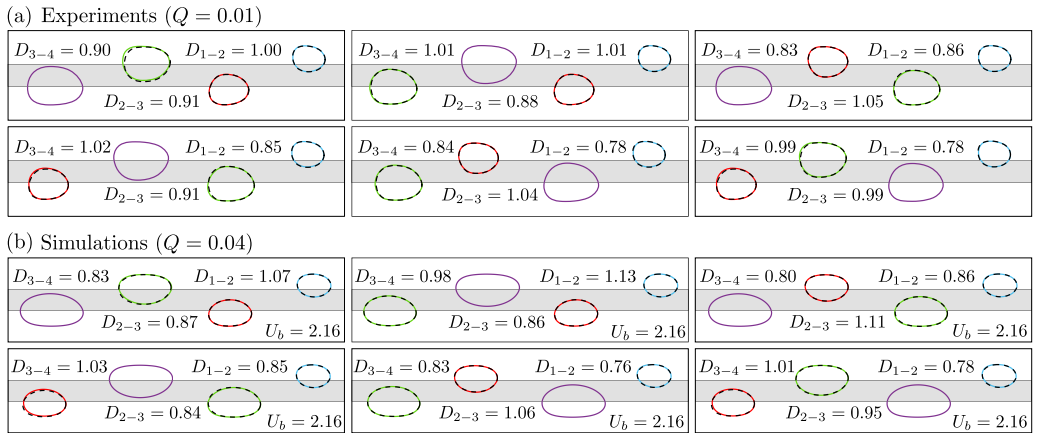 (a) Experiments (Q = 0.01)
D3−4 = 0.90 D1−2 = 1.00
D2−3 = 0.91
D3−4 = 1.01 D1−2 = 1.01
D2−3 = 0.88
D3−4 = 0.83 D1−2 = 0.86
D2−3 = 1.05
D3−4 = 1.02 D1−2 = 0.85
D2−3 = 0.91
D3−4 = 0.84 D1−2 = 0.78
D2−3 = 1.04
D3−4 = 0.99 D1−2 = 0.78
D2−3 = 0.99
(b) Simulations (Q = 0.04)
D3−4 = 0.83 D1−2 = 1.07
D2−3 = 0.87
Ub = 2.16
D3−4 = 0.98 D1−2 = 1.13
D2−3 = 0.86
Ub = 2.16
D3−4 = 0.80 D1−2 = 0.86
D2−3 = 1.11
Ub = 2.16
D3−4 = 1.03 D1−2 = 0.85
D2−3 = 0.84
Ub = 2.16
D3−4 = 0.83 D1−2 = 0.76
D2−3 = 1.06
Ub = 2.16
D3−4 = 1.01 D1−2 = 0.78
D2−3 = 0.95
Ub = 2.16